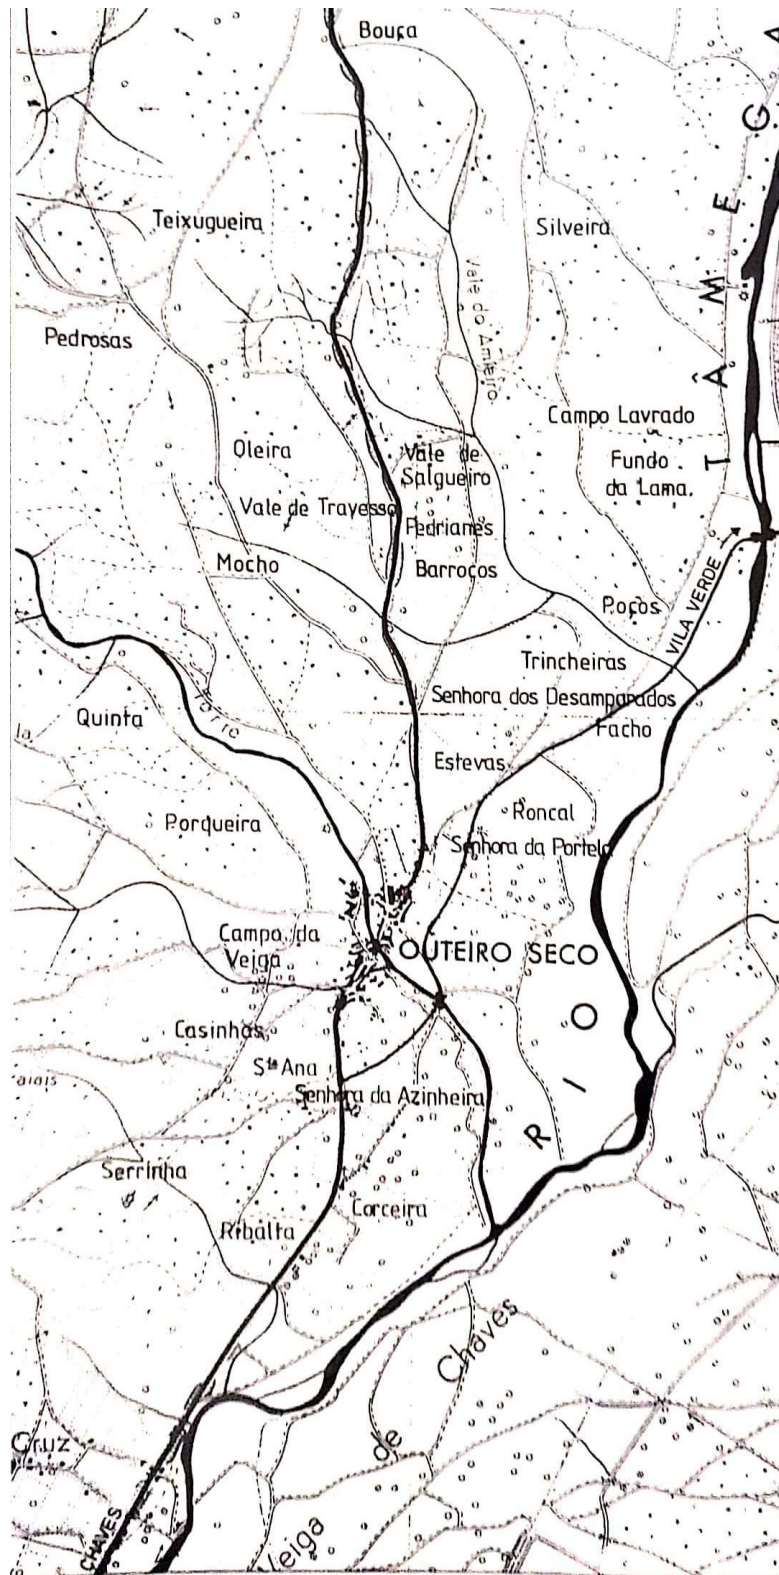 Bouça
TÂMEGA
Teixugueira
Silveira
Vale do Amieiro
Pedrosas
Campo Lavrado
Oleira
Vale de
Salgueiro
Fundo
da Lama
Vale de Travesso
Pedrianes
VILA VERDE
Mocho
Barrocos
Poços
Trincheiras
Torre
Senhora dos Desamparados
Quinta
Facho
la
Estevas
Roncal
Porqueira
Senhora da Portela
Campo da
Veiga
OUTEIRO SECO
Casinhas
RIO
Sta Ana
Senhora da Azinheira
Serrinha
Ribalta
Corceira
Veiga de Chaves
Cruz
CHAVES